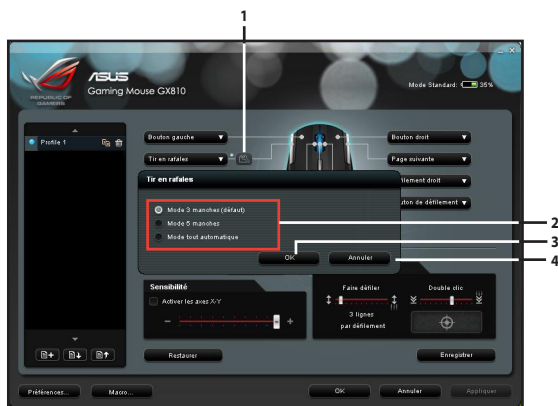 1
ASUS
Gaming Mouse GX810
REPUBLIC OF
GAMERS
Mode Standard: 35%
Profile 1
Bouton gauche
Bouton droit
Tir en rafales
Page suivante
Tir en rafales
filement droit
Mode 3 manches (défaut)
outon de défilement
Mode 5 manches
2
Mode tout automatique
3
OK
Annuler
4
Sensibilité
Faire défiler
Double clic
Activer les axes X-Y
3 lignes
par défilement
Restaurer
Enregistrer
Préférences...
Macro...
OK
Annuler
Appliquer